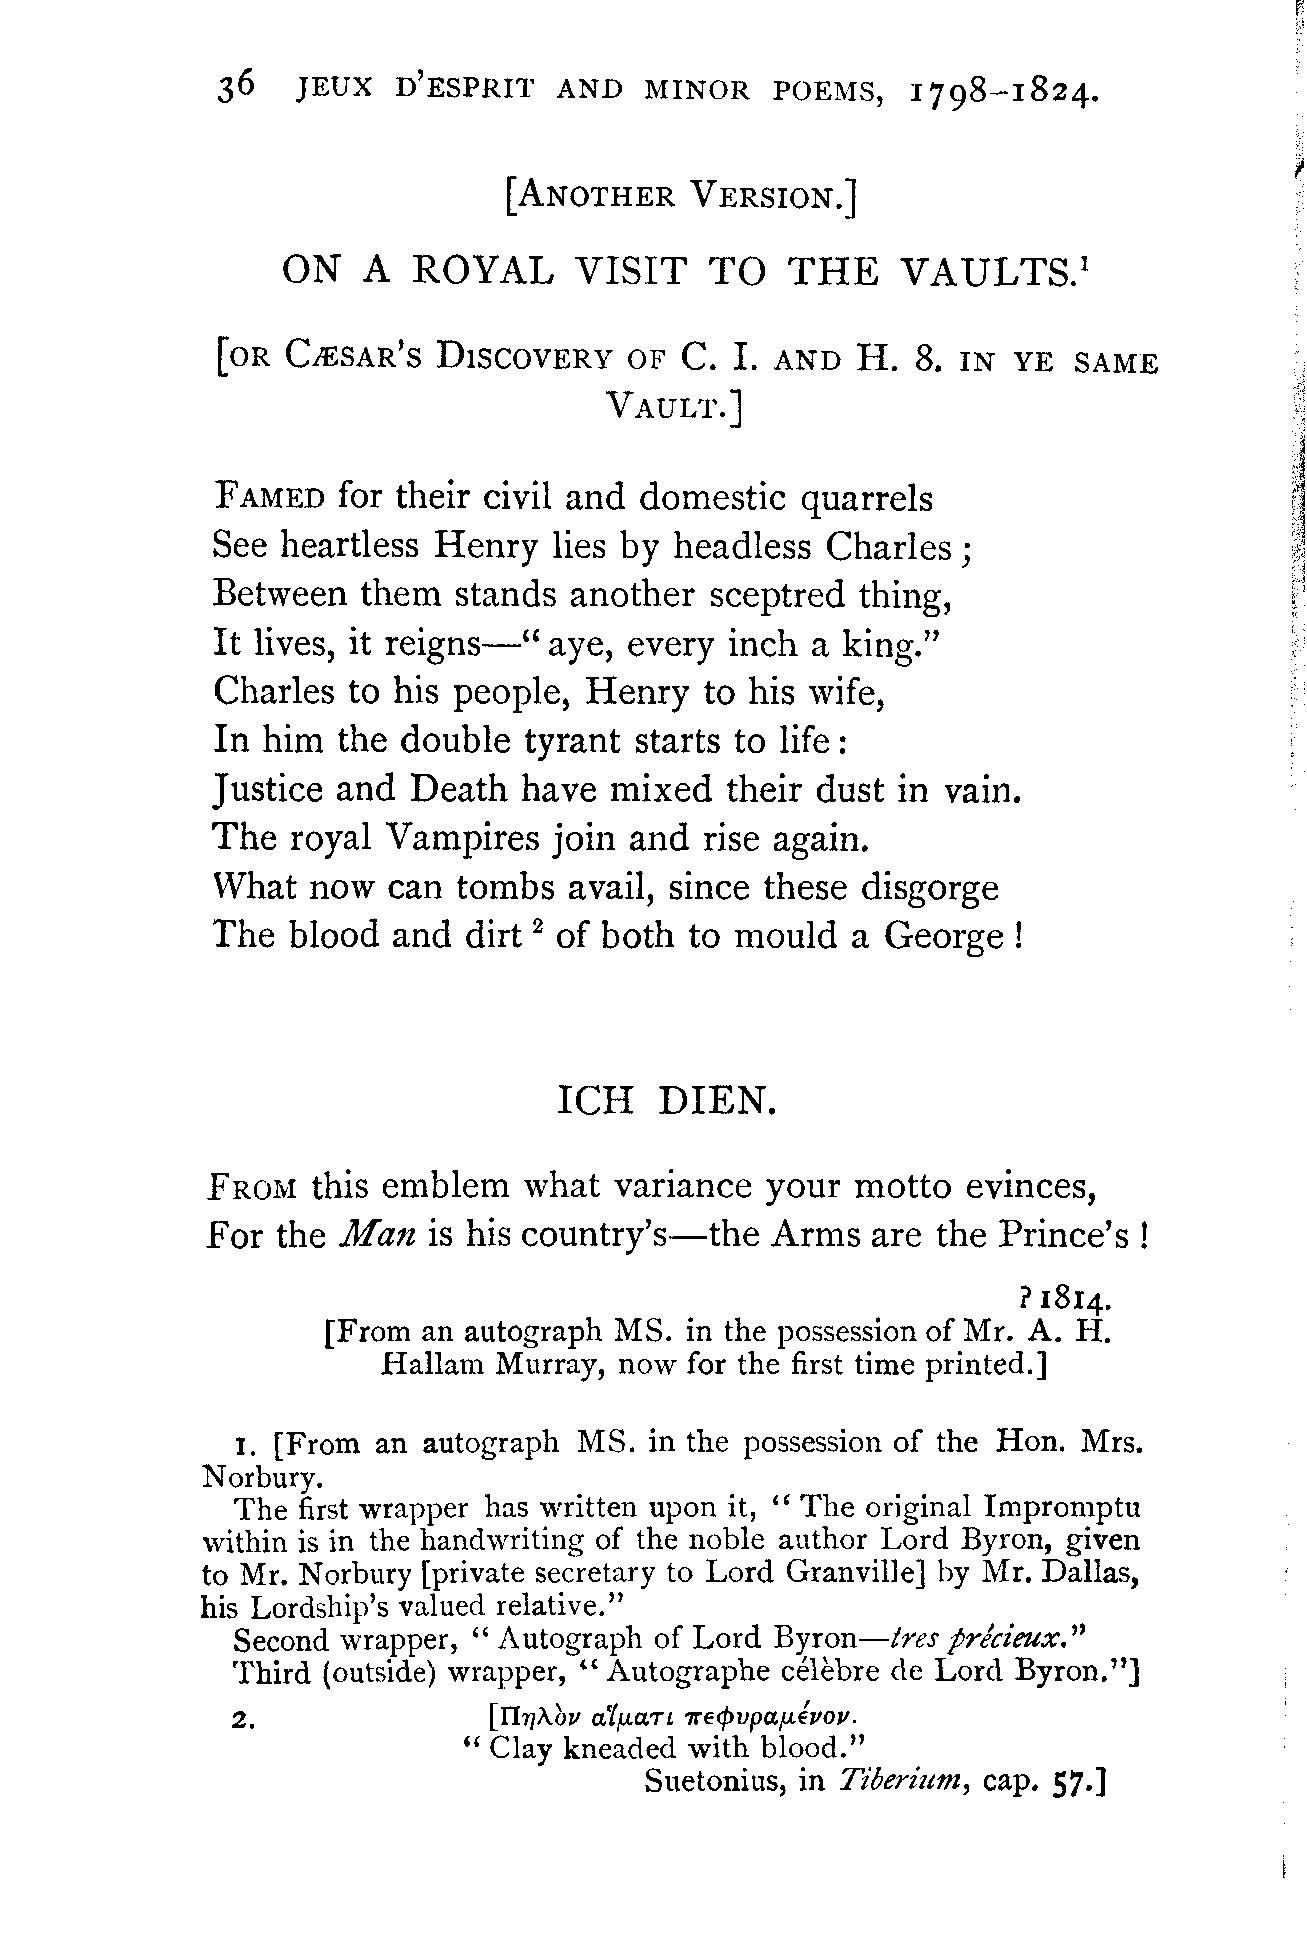 36 JEUX D'ESPRIT AND MINOR POEMS, 1798–1824.
[ANOTHER VERSION.]
ON A ROYAL VISIT TO THE VAULTS.¹
[OR CÆSAR'S DISCOVERY OF C. I. AND H. 8. IN YE SAME
VAULT.]
FAMED for their civil and domestic quarrels
See heartless Henry lies by headless Charles;
Between them stands another sceptred thing,
It lives, it reigns—"aye, every inch a king."
Charles to his people, Henry to his wife,
In him the double tyrant starts to life:
Justice and Death have mixed their dust in vain.
The royal Vampires join and rise again.
What now can tombs avail, since these disgorge
The blood and dirt ² of both to mould a George!
ICH DIEN.
FROM this emblem what variance your motto evinces,
For the Man is his country's—the Arms are the Prince's!
? 1814.
[From an autograph MS. in the possession of Mr. A. H.
Hallam Murray, now for the first time printed.]
1. [From an autograph MS. in the possession of the Hon. Mrs.
Norbury.
The first wrapper has written upon it, "The original Impromptu
within is in the handwriting of the noble author Lord Byron, given
to Mr. Norbury [private secretary to Lord Granville] by Mr. Dallas,
his Lordship's valued relative."
Second wrapper, "Autograph of Lord Byron—tres précieux."
Third (outside) wrapper, "Autographe célèbre de Lord Byron."]
2. [Πηλὸν αἵματι πεφυραμένον.
"Clay kneaded with blood."
Suetonius, in Tiberium, cap. 57.]